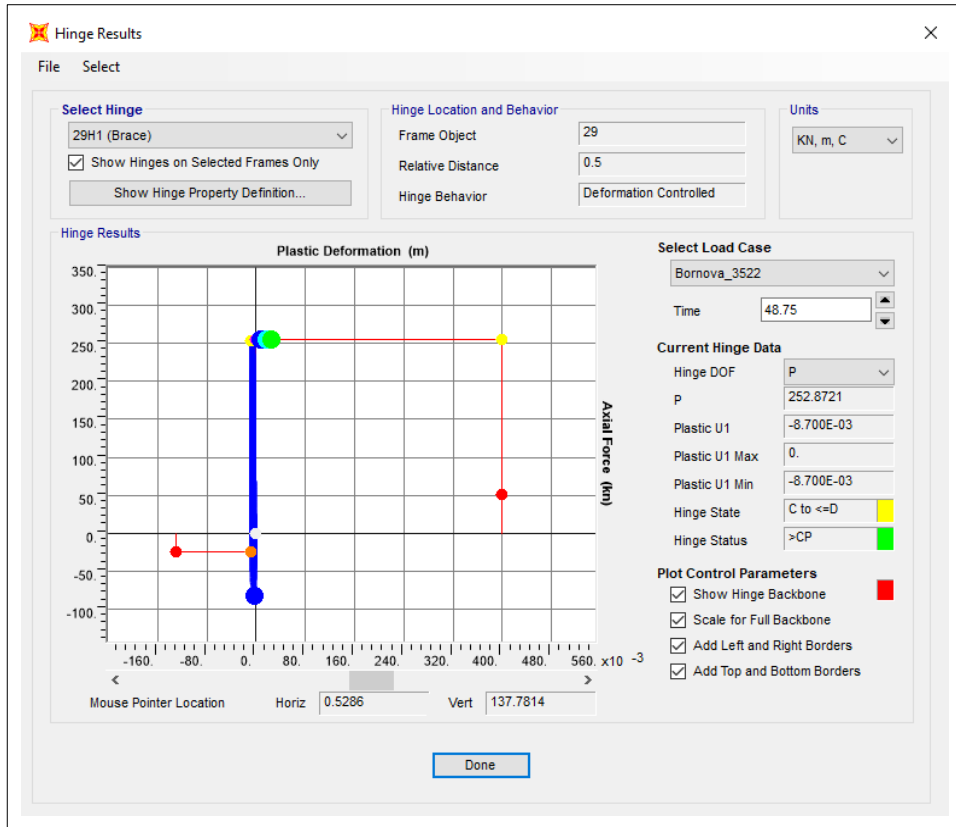 Hinge Results
File Select
Select Hinge
29H1 (Brace)
Show Hinges on Selected Frames Only
Show Hinge Property Definition...
Hinge Location and Behavior
Frame Object 29
Relative Distance 0.5
Hinge Behavior Deformation Controlled
Units
KN, m, C
Hinge Results
Plastic Deformation (m)
350.
300.
250.
200.
150.
100.
50.
0.
-50.
-100.
-160. -80. 0. 80. 160. 240. 320. 400. 480. 560. x10 -3
Axial Force (kn)
Mouse Pointer Location Horiz 0.5286 Vert 137.7814
Select Load Case
Bornova_3522
Time 48.75
Current Hinge Data
Hinge DOF P
P 252.8721
Plastic U1 -8.700E-03
Plastic U1 Max 0.
Plastic U1 Min -8.700E-03
Hinge State C to <=D
Hinge Status >CP
Plot Control Parameters
Show Hinge Backbone
Scale for Full Backbone
Add Left and Right Borders
Add Top and Bottom Borders
Done